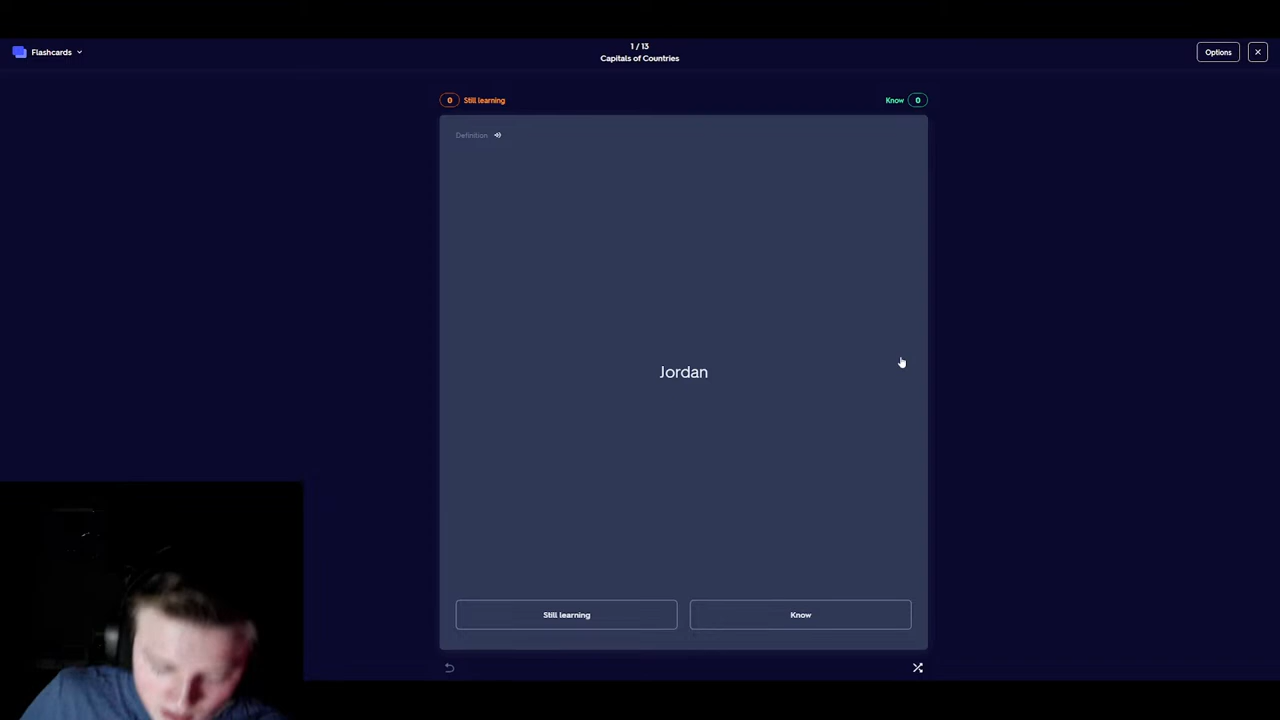 Flashcards
1 / 13
Capitals of Countries
Options
0 Still learning
Know 0
Definition
Jordan
Still learning
Know